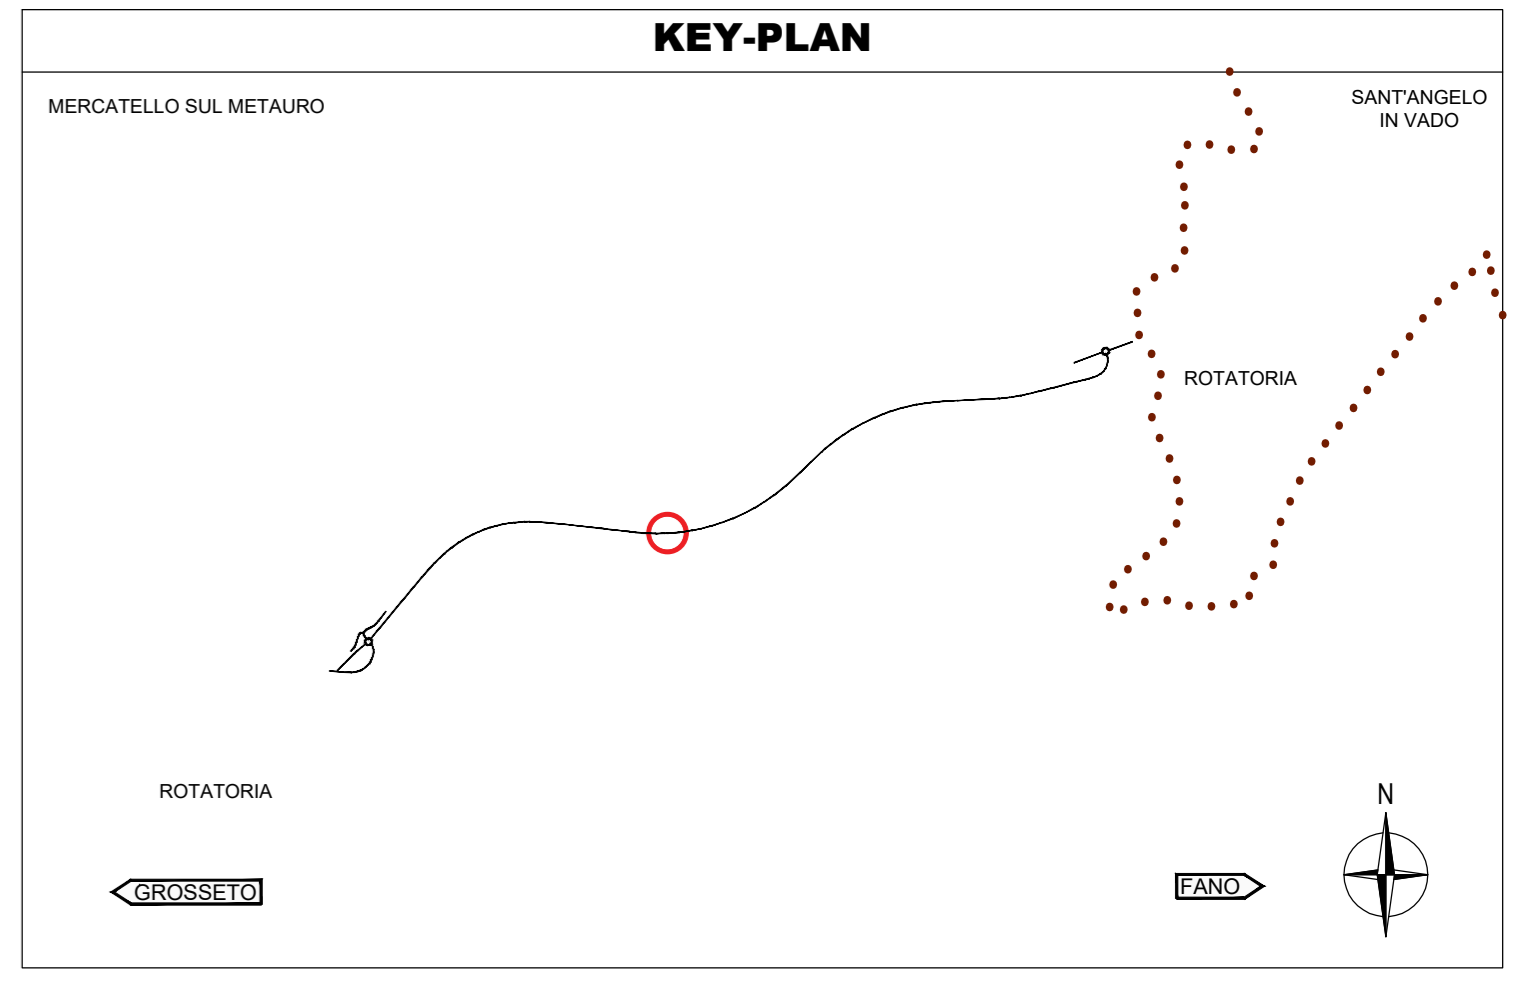 KEY-PLAN
MERCATELLO SUL METAURO
SANT'ANGELO
IN VADO
ROTATORIA
ROTATORIA
N
GROSSETO
FANO